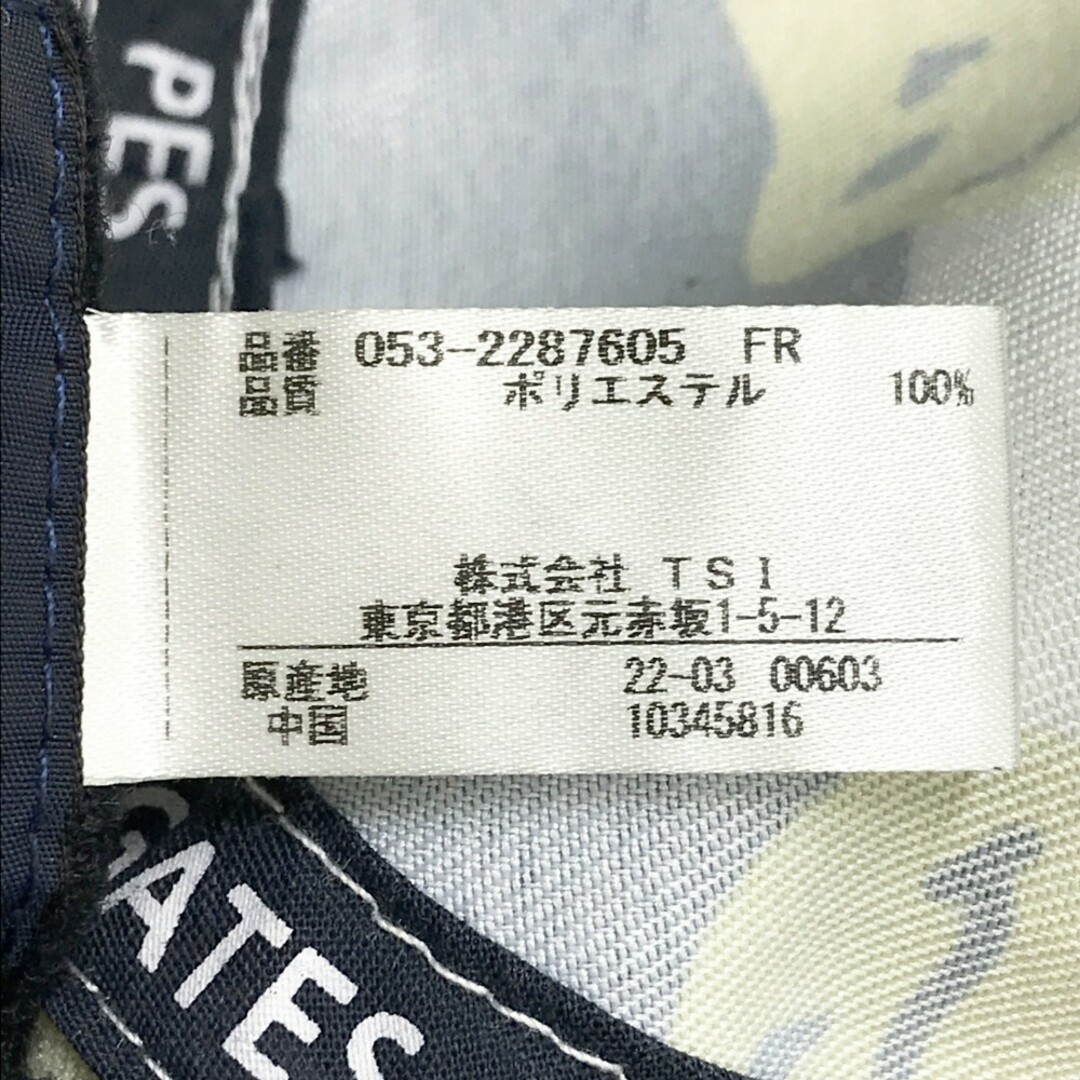 PES
品番 053-2287605 FR
品質 ポリエステル 100%
株式会社 TSI
東京都港区元赤坂1-5-12
原産地 22-03 00603
中国 10345816
GATES